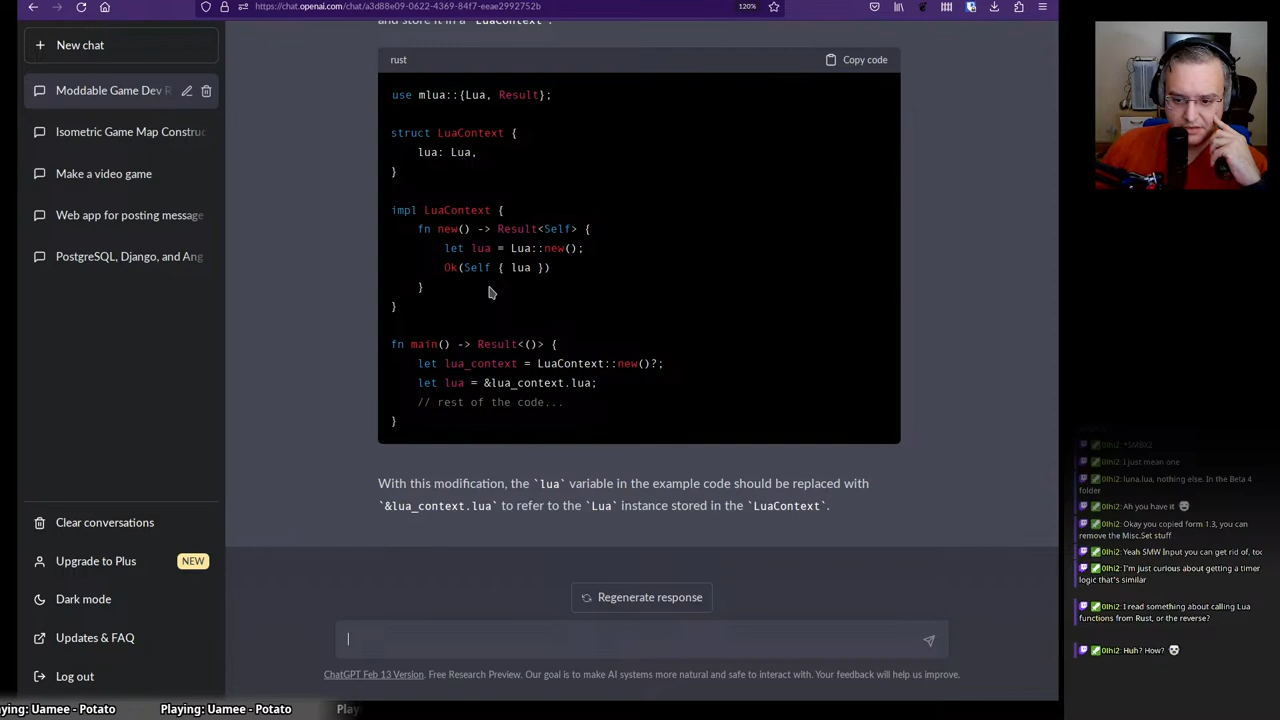 https://chat.openai.com/chat/a3d88e09-0622-4369-84f7-eeae2992752b
120%
New chat
Moddable Game Dev R
Isometric Game Map Construc
Make a video game
Web app for posting message
PostgreSQL, Django, and Ang
Clear conversations
Upgrade to Plus
NEW
Dark mode
Updates & FAQ
Log out
and store it in a `LuaContext`.
rust
Copy code
use mlua::{Lua, Result};
struct LuaContext {
lua: Lua,
}
impl LuaContext {
fn new() -> Result<Self> {
let lua = Lua::new();
Ok(Self { lua })
}
}
fn main() -> Result<()> {
let lua_context = LuaContext::new()?;
let lua = &lua_context.lua;
// rest of the code...
}
With this modification, the `lua` variable in the example code should be replaced with
`&lua_context.lua` to refer to the `Lua` instance stored in the `LuaContext`.
Regenerate response
ChatGPT Feb 13 Version. Free Research Preview. Our goal is to make AI systems more natural and safe to interact with. Your feedback will help us improve.
0lhi2: *SMBX2
0lhi2: I just mean one
0lhi2: luna.lua, nothing else. In the Beta 4
folder
0lhi2: Ah you have it
0lhi2: Okay you copied form 1.3, you can
remove the Misc.Set stuff
0lhi2: Yeah SMW Input you can get rid of, too
0lhi2: I'm just curious about getting a timer
logic that's similar
0lhi2: I read something about calling Lua
functions from Rust, or the reverse?
0lhi2: Huh? How?
aying: Uamee - Potato
Playing: Uamee - Potato
Play